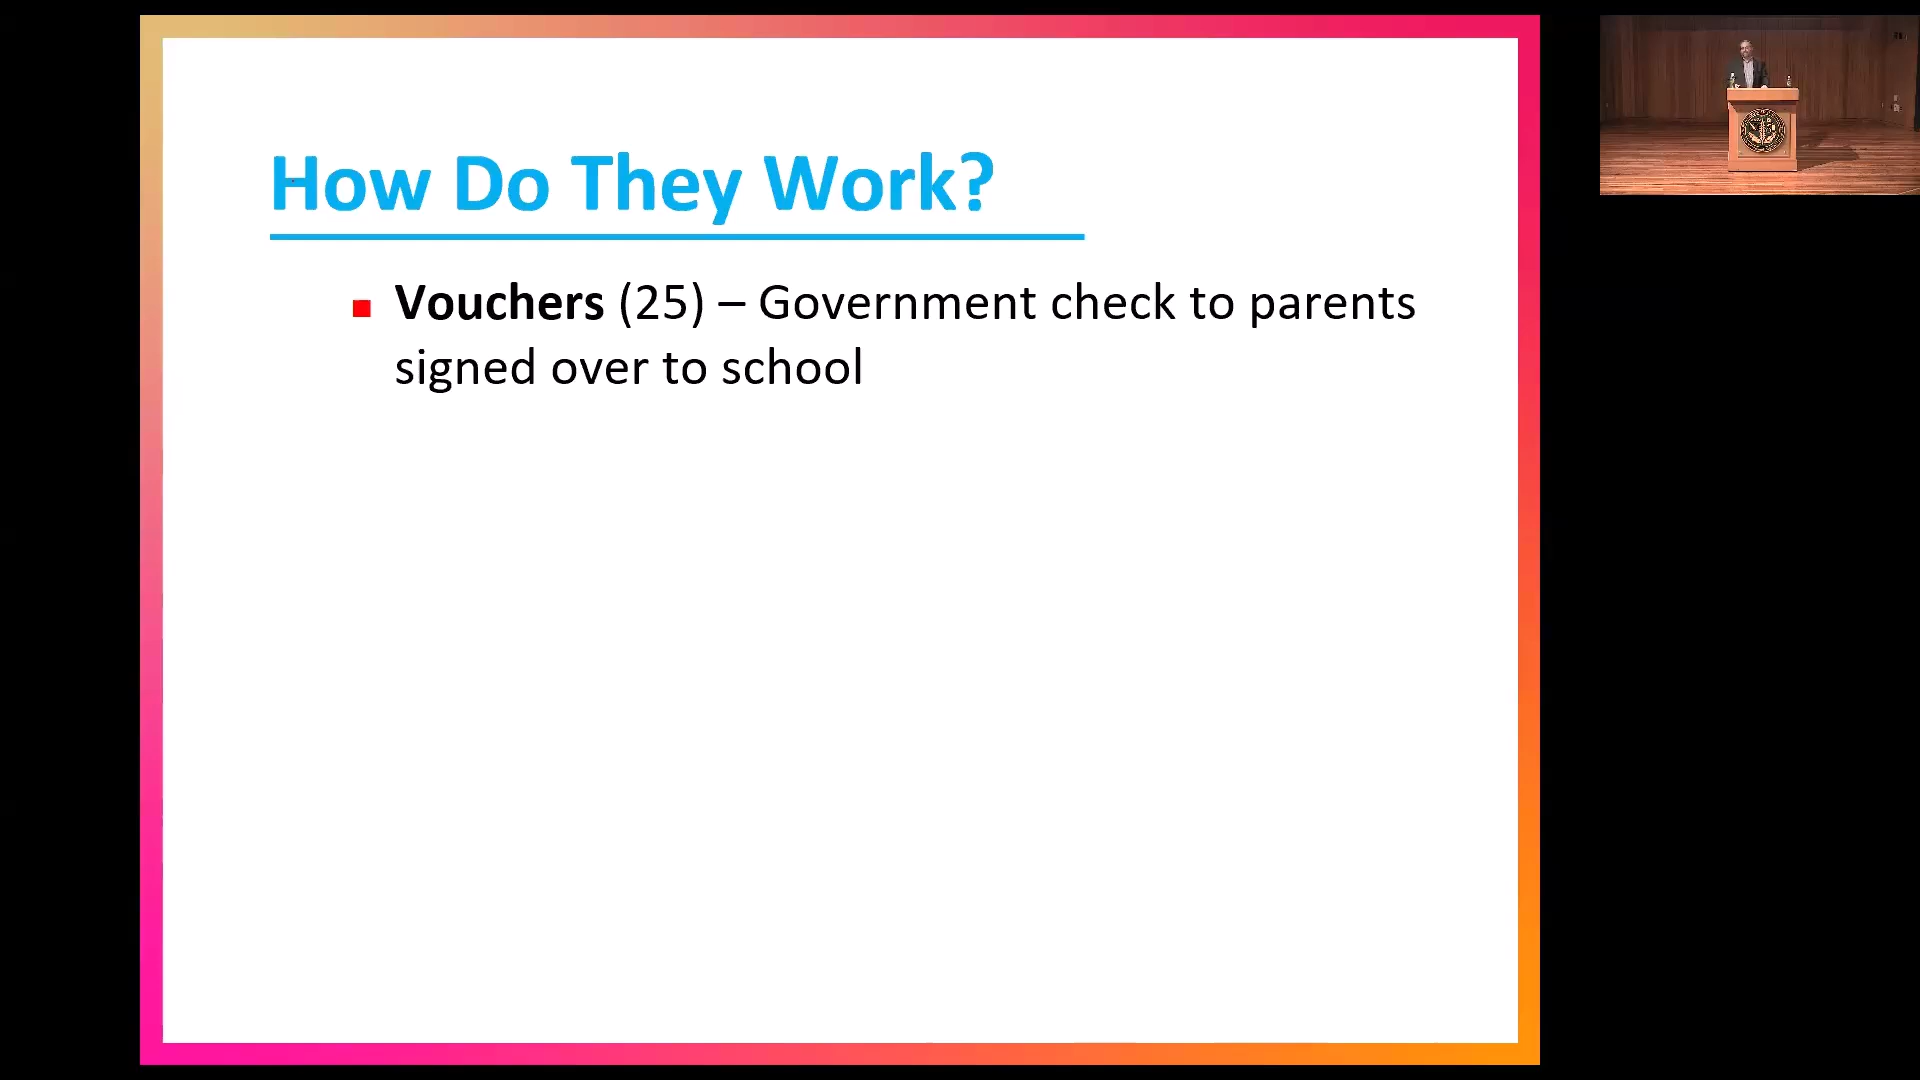 How Do They Work?
Vouchers (25) – Government check to parents
signed over to school